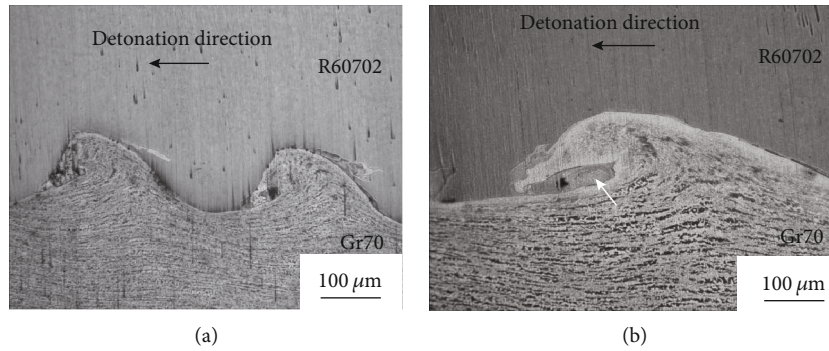 Detonation direction
R60702
Gr70
100 μm
(a)
Detonation direction
R60702
Gr70
100 μm
(b)